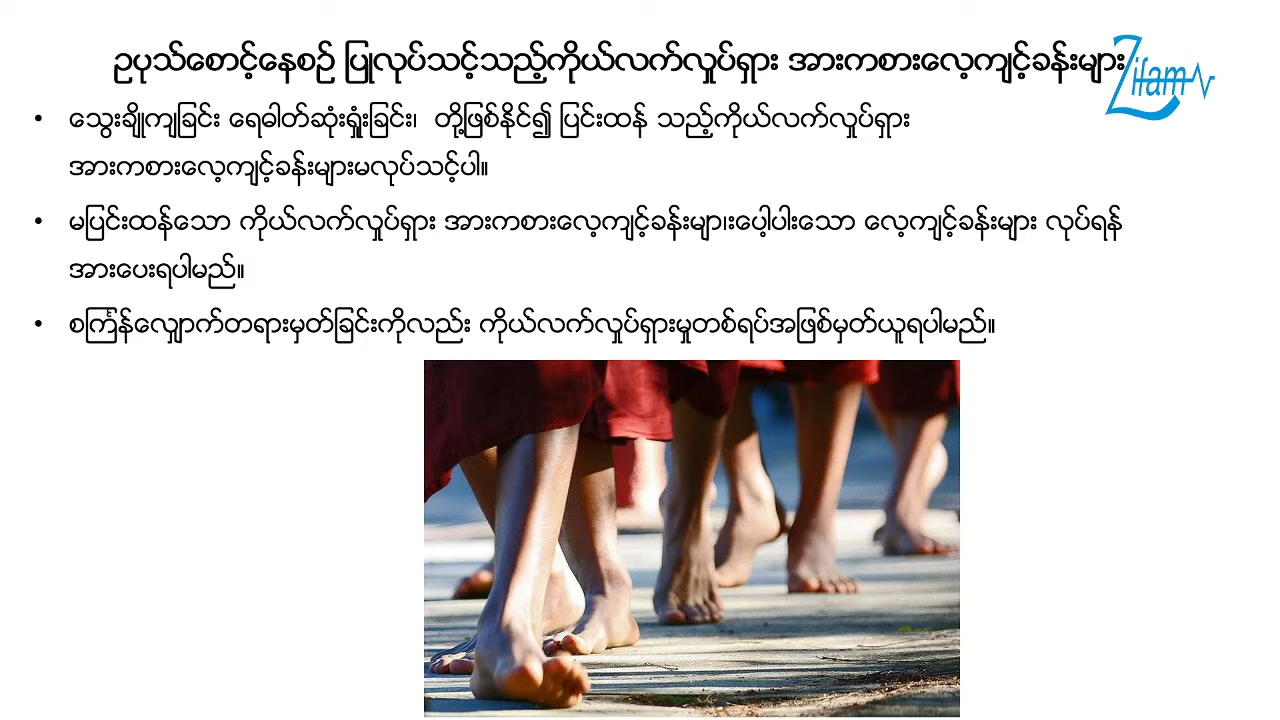 ဥပုသ်စောင့်နေစဉ် ပြုလုပ်သင့်သည့်ကိုယ်လက်လှုပ်ရှား အားကစားလေ့ကျင့်ခန်းများ
Zifam
• သွေးချိုကျခြင်း ရေဓါတ်ဆုံးရှုံးခြင်း၊ တို့ဖြစ်နိုင်၍ ပြင်းထန် သည့်ကိုယ်လက်လှုပ်ရှား
အားကစားလေ့ကျင့်ခန်းများမလုပ်သင့်ပါ။
• မပြင်းထန်သော ကိုယ်လက်လှုပ်ရှား အားကစားလေ့ကျင့်ခန်းမျာ၊းပေါ့ပါးသော လေ့ကျင့်ခန်းများ လုပ်ရန်
အားပေးရပါမည်။
• စင်္ကြန်လျှောက်တရားမှတ်ခြင်းကိုလည်း ကိုယ်လက်လှုပ်ရှားမှုတစ်ရပ်အဖြစ်မှတ်ယူရပါမည်။